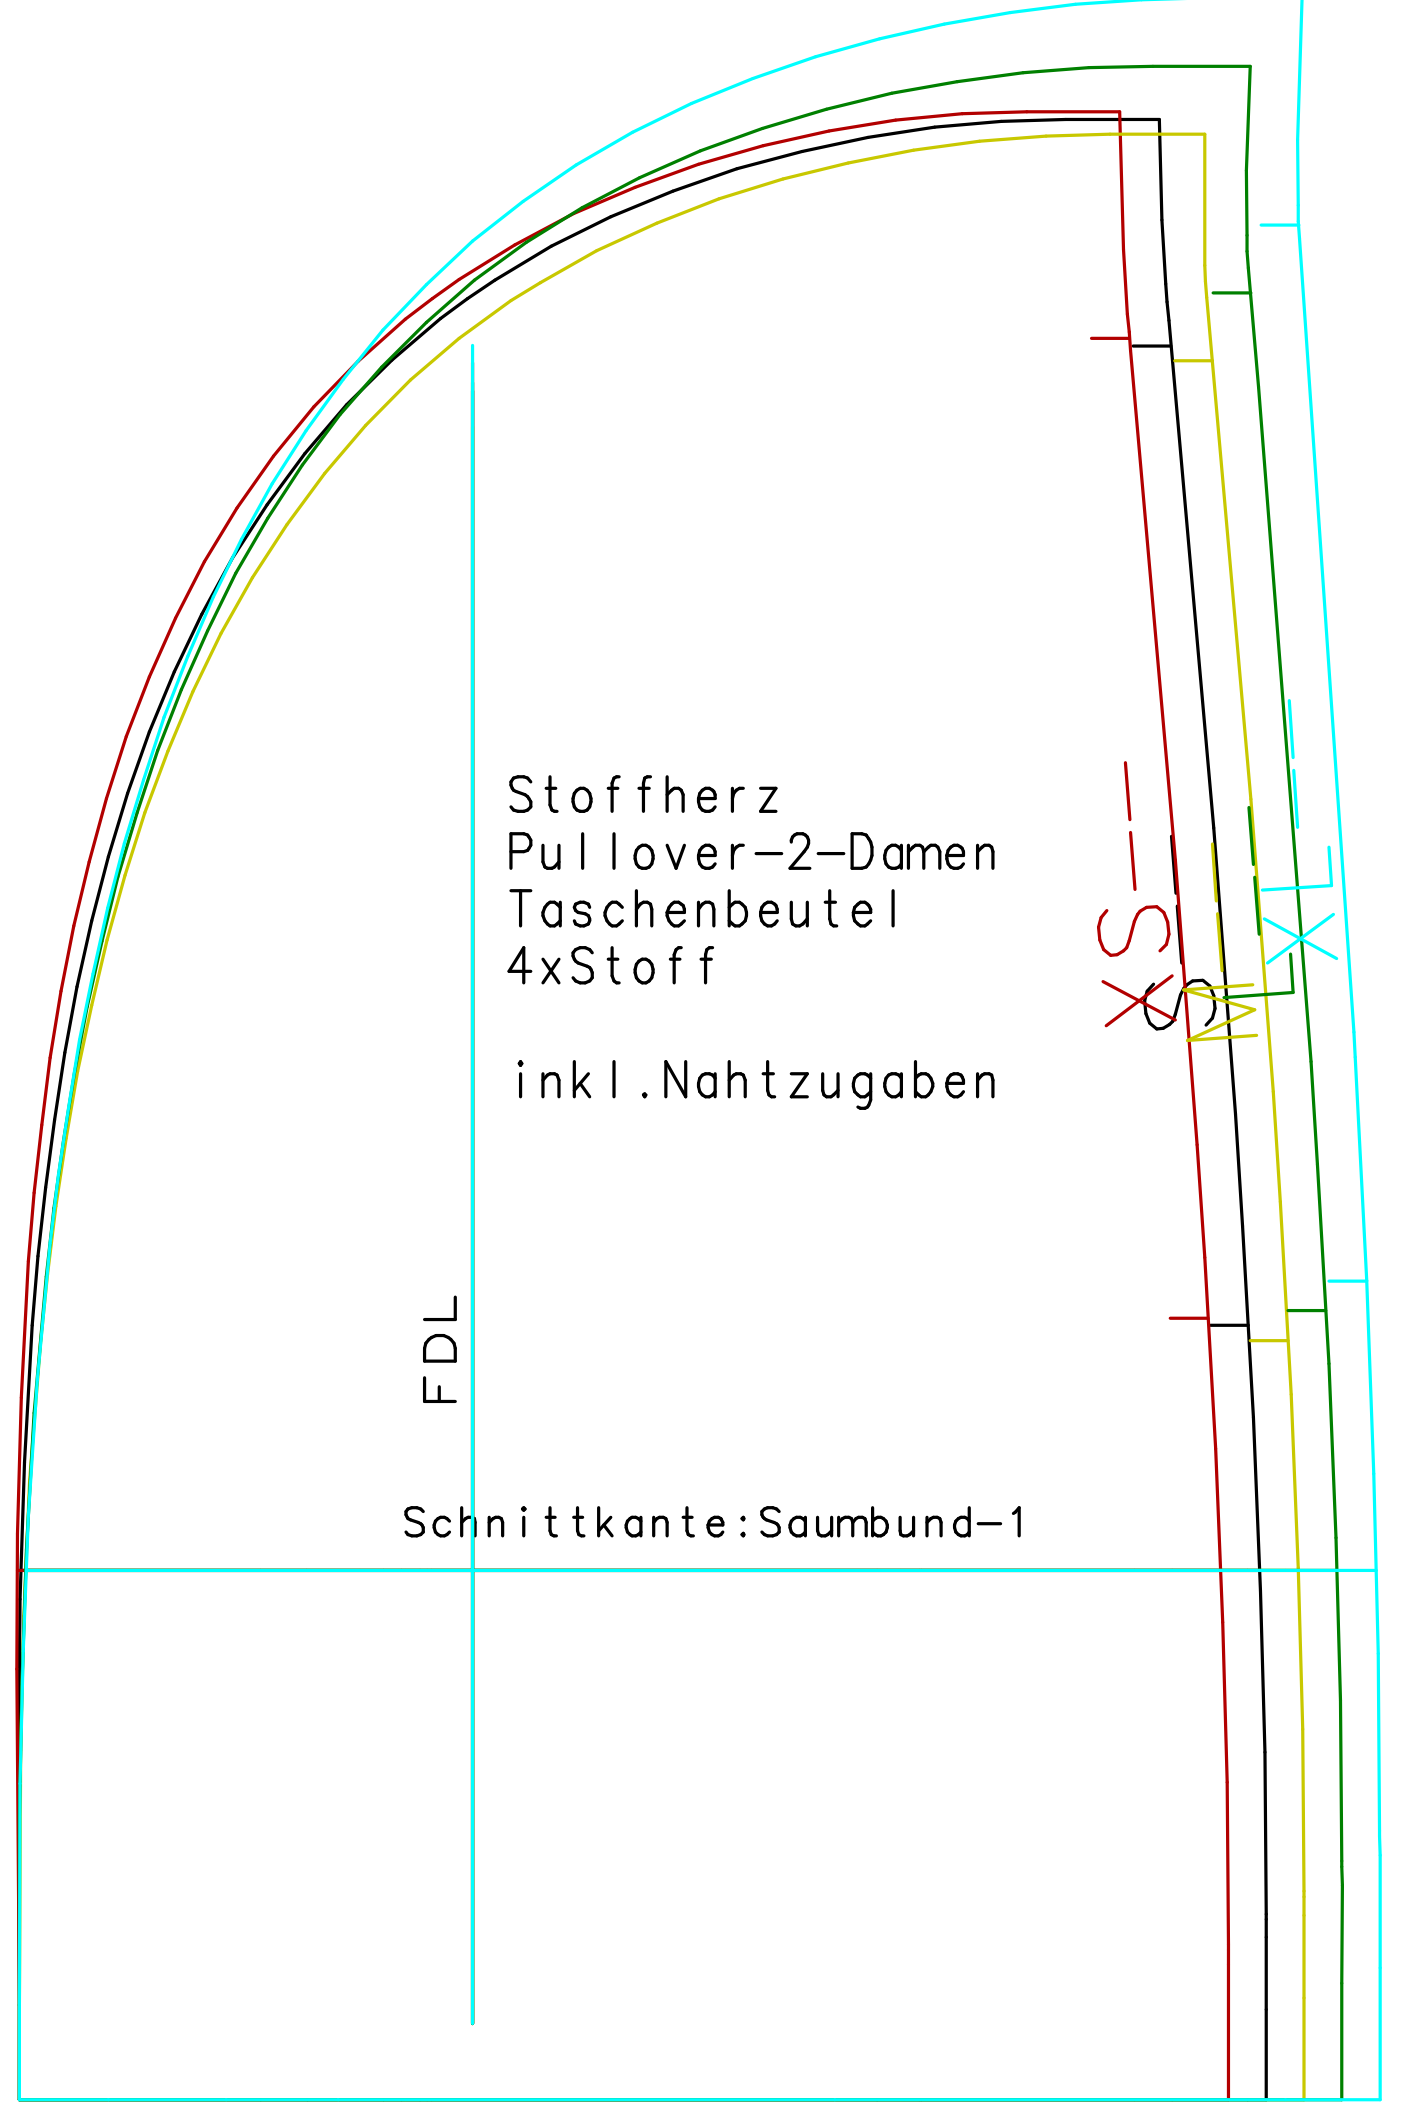 Stoffherz
Pullover-2-Damen
Taschenbeutel
4xStoff
inkl.Nahtzugaben
XS
S
M
L
XL
FDL
Schnittkante:Saumbund-1